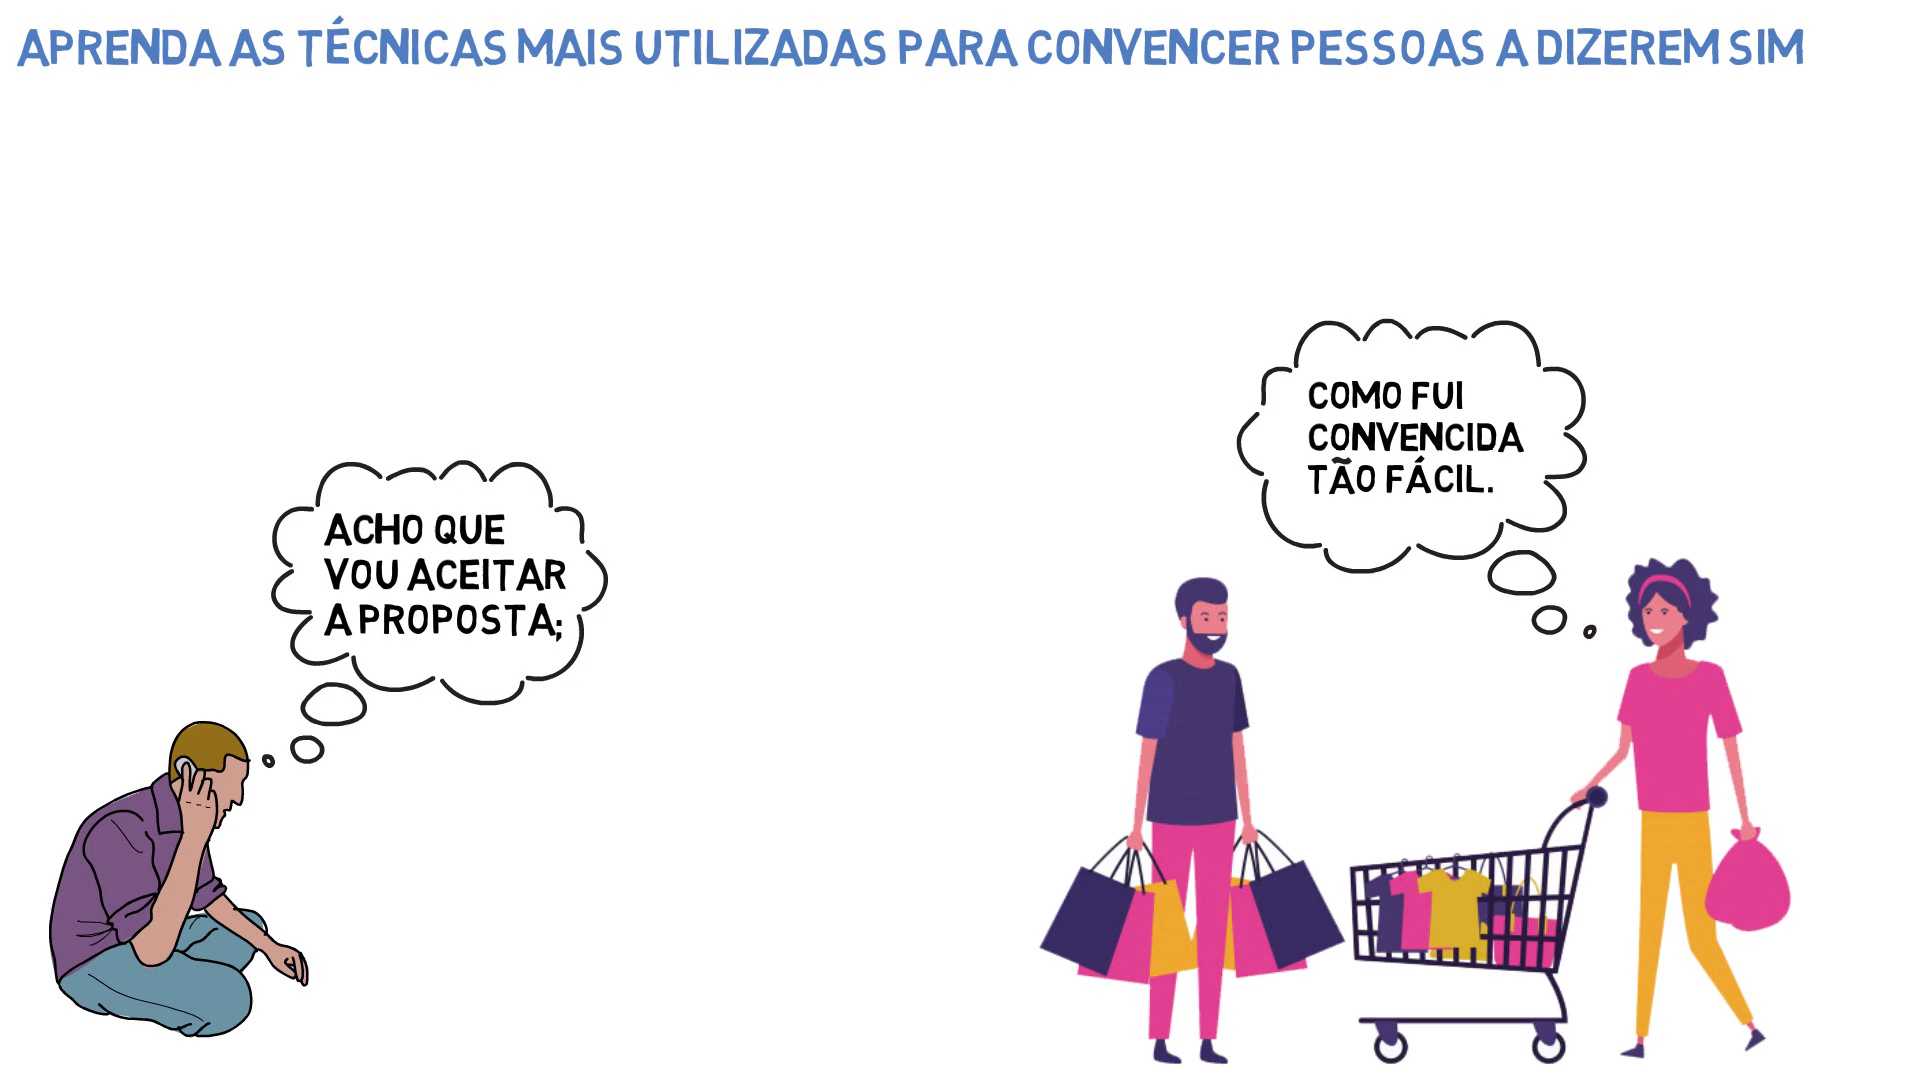 APRENDA AS TÉCNICAS MAIS UTILIZADAS PARA CONVENCER PESSOAS A DIZEREM SIM
ACHO QUE
VOU ACEITAR
A PROPOSTA;
COMO FUI
CONVENCIDA
TÃO FÁCIL.